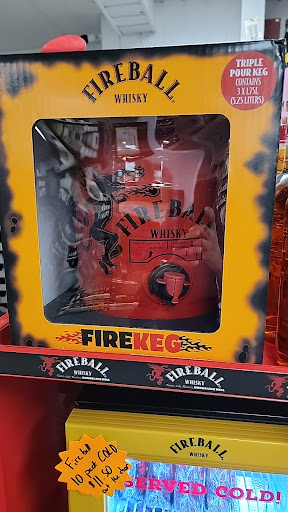 FIREBALL
WHISKY
TRIPLE
POUR KEG
CONTAINS
3 X 1.75L
(5.25 LITERS)
FIREBALL
WHISKY
FIREKEG
FIREBALL
WHISKY
FIREBALL
WHISKY
FIREBALL
WHISKY
SERVED COLD!
Fireball
10 pack COLD
$11.50